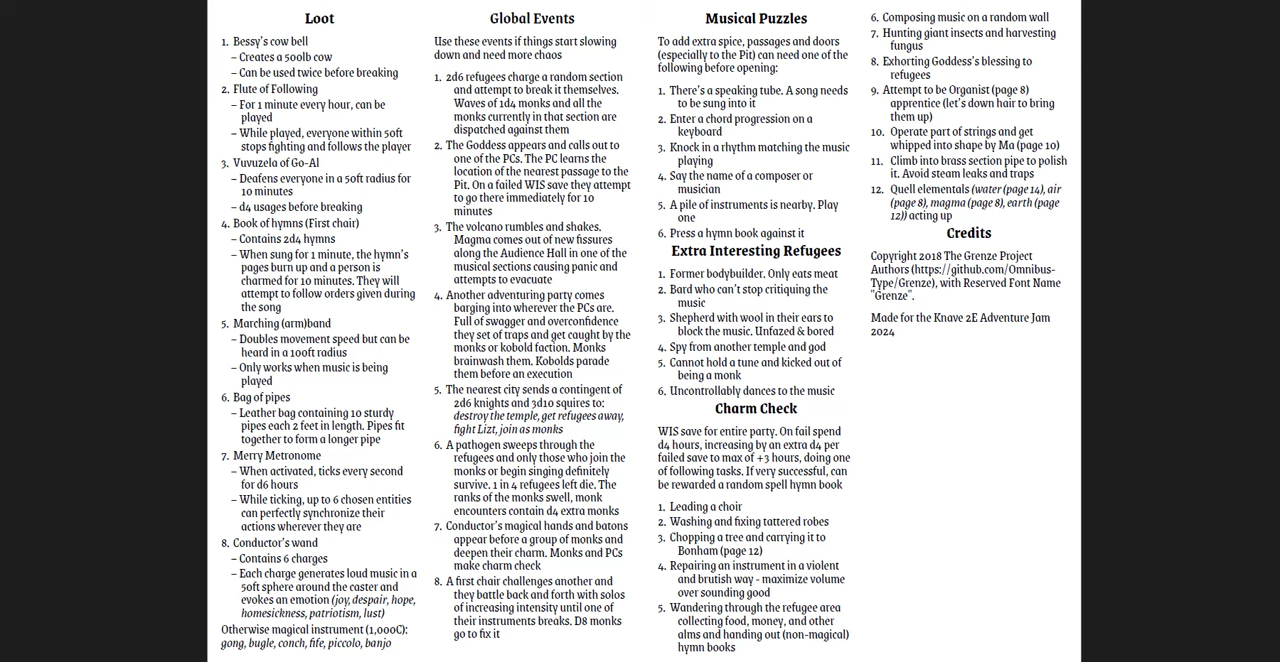 Loot
1. Bessy's cow bell
– Creates a 500lb cow
– Can be used twice before breaking
2. Flute of Following
– For 1 minute every hour, can be
played
– While played, everyone within 50ft
stops fighting and follows the player
3. Vuvuzela of Go-Al
– Deafens everyone in a 50ft radius for
10 minutes
– d4 usages before breaking
4. Book of hymns (First chair)
– Contains 2d4 hymns
– When sung for 1 minute, the hymn's
pages burn up and a person is
charmed for 10 minutes. They will
attempt to follow orders given during
the song
5. Marching (arm)band
– Doubles movement speed but can be
heard in a 100ft radius
– Only works when music is being
played
6. Bag of pipes
– Leather bag containing 10 sturdy
pipes each 2 feet in length. Pipes fit
together to form a longer pipe
7. Merry Metronome
– When activated, ticks every second
for d6 hours
– While ticking, up to 6 chosen entities
can perfectly synchronize their
actions wherever they are
8. Conductor's wand
– Contains 6 charges
– Each charge generates loud music in a
50ft sphere around the caster and
evokes an emotion (joy, despair, hope,
homesickness, patriotism, lust)
Otherwise magical instrument (1,000C):
gong, bugle, conch, fife, piccolo, banjo
Global Events
Use these events if things start slowing
down and need more chaos
1. 2d6 refugees charge a random section
and attempt to break it themselves.
Waves of 1d4 monks and all the
monks currently in that section are
dispatched against them
2. The Goddess appears and calls out to
one of the PCs. The PC learns the
location of the nearest passage to the
Pit. On a failed WIS save they attempt
to go there immediately for 10
minutes
3. The volcano rumbles and shakes.
Magma comes out of new fissures
along the Audience Hall in one of the
musical sections causing panic and
attempts to evacuate
4. Another adventuring party comes
barging into wherever the PCs are.
Full of swagger and overconfidence
they set of traps and get caught by the
monks or kobold faction. Monks
brainwash them. Kobolds parade
them before an execution
5. The nearest city sends a contingent of
2d6 knights and 3d10 squires to:
destroy the temple, get refugees away,
fight Lizt, join as monks
6. A pathogen sweeps through the
refugees and only those who join the
monks or begin singing definitely
survive. 1 in 4 refugees left die. The
ranks of the monks swell, monk
encounters contain d4 extra monks
7. Conductor's magical hands and batons
appear before a group of monks and
deepen their charm. Monks and PCs
make charm check
8. A first chair challenges another and
they battle back and forth with solos
of increasing intensity until one of
their instruments breaks. D8 monks
go to fix it
Musical Puzzles
To add extra spice, passages and doors
(especially to the Pit) can need one of the
following before opening:
1. There's a speaking tube. A song needs
to be sung into it
2. Enter a chord progression on a
keyboard
3. Knock in a rhythm matching the music
playing
4. Say the name of a composer or
musician
5. A pile of instruments is nearby. Play
one
6. Press a hymn book against it
Extra Interesting Refugees
1. Former bodybuilder. Only eats meat
2. Bard who can't stop critiquing the
music
3. Shepherd with wool in their ears to
block the music. Unfazed & bored
4. Spy from another temple and god
5. Cannot hold a tune and kicked out of
being a monk
6. Uncontrollably dances to the music
Charm Check
WIS save for entire party. On fail spend
d4 hours, increasing by an extra d4 per
failed save to max of +3 hours, doing one
of following tasks. If very successful, can
be rewarded a random spell hymn book
1. Leading a choir
2. Washing and fixing tattered robes
3. Chopping a tree and carrying it to
Bonham (page 12)
4. Repairing an instrument in a violent
and brutish way - maximize volume
over sounding good
5. Wandering through the refugee area
collecting food, money, and other
alms and handing out (non-magical)
hymn books
6. Composing music on a random wall
7. Hunting giant insects and harvesting
fungus
8. Exhorting Goddess's blessing to
refugees
9. Attempt to be Organist (page 8)
apprentice (let's down hair to bring
them up)
10. Operate part of strings and get
whipped into shape by Ma (page 10)
11. Climb into brass section pipe to polish
it. Avoid steam leaks and traps
12. Quell elementals (water (page 14), air
(page 8), magma (page 8), earth (page
12)) acting up
Credits
Copyright 2018 The Grenze Project
Authors (https://github.com/Omnibus-
Type/Grenze), with Reserved Font Name
"Grenze".
Made for the Knave 2E Adventure Jam
2024